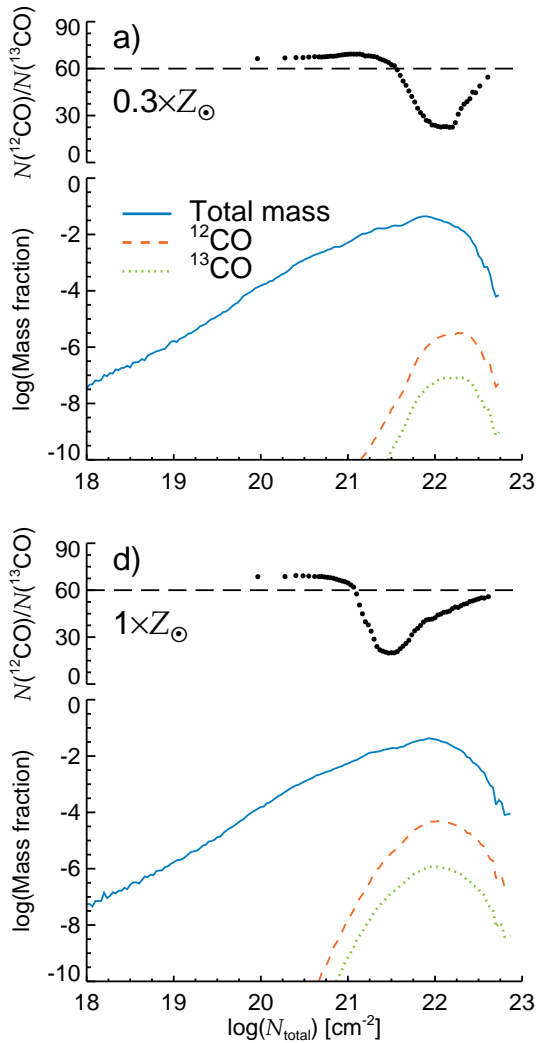 N(¹²CO)/N(¹³CO)
90
60
30
0
a)
0.3×Z☉
log(Mass fraction)
0
-2
-4
-6
-8
-10
Total mass
¹²CO
¹³CO
18 19 20 21 22 23
N(¹²CO)/N(¹³CO)
90
60
30
0
d)
1×Z☉
log(Mass fraction)
0
-2
-4
-6
-8
-10
18 19 20 21 22 23
log(N_total) [cm⁻²]